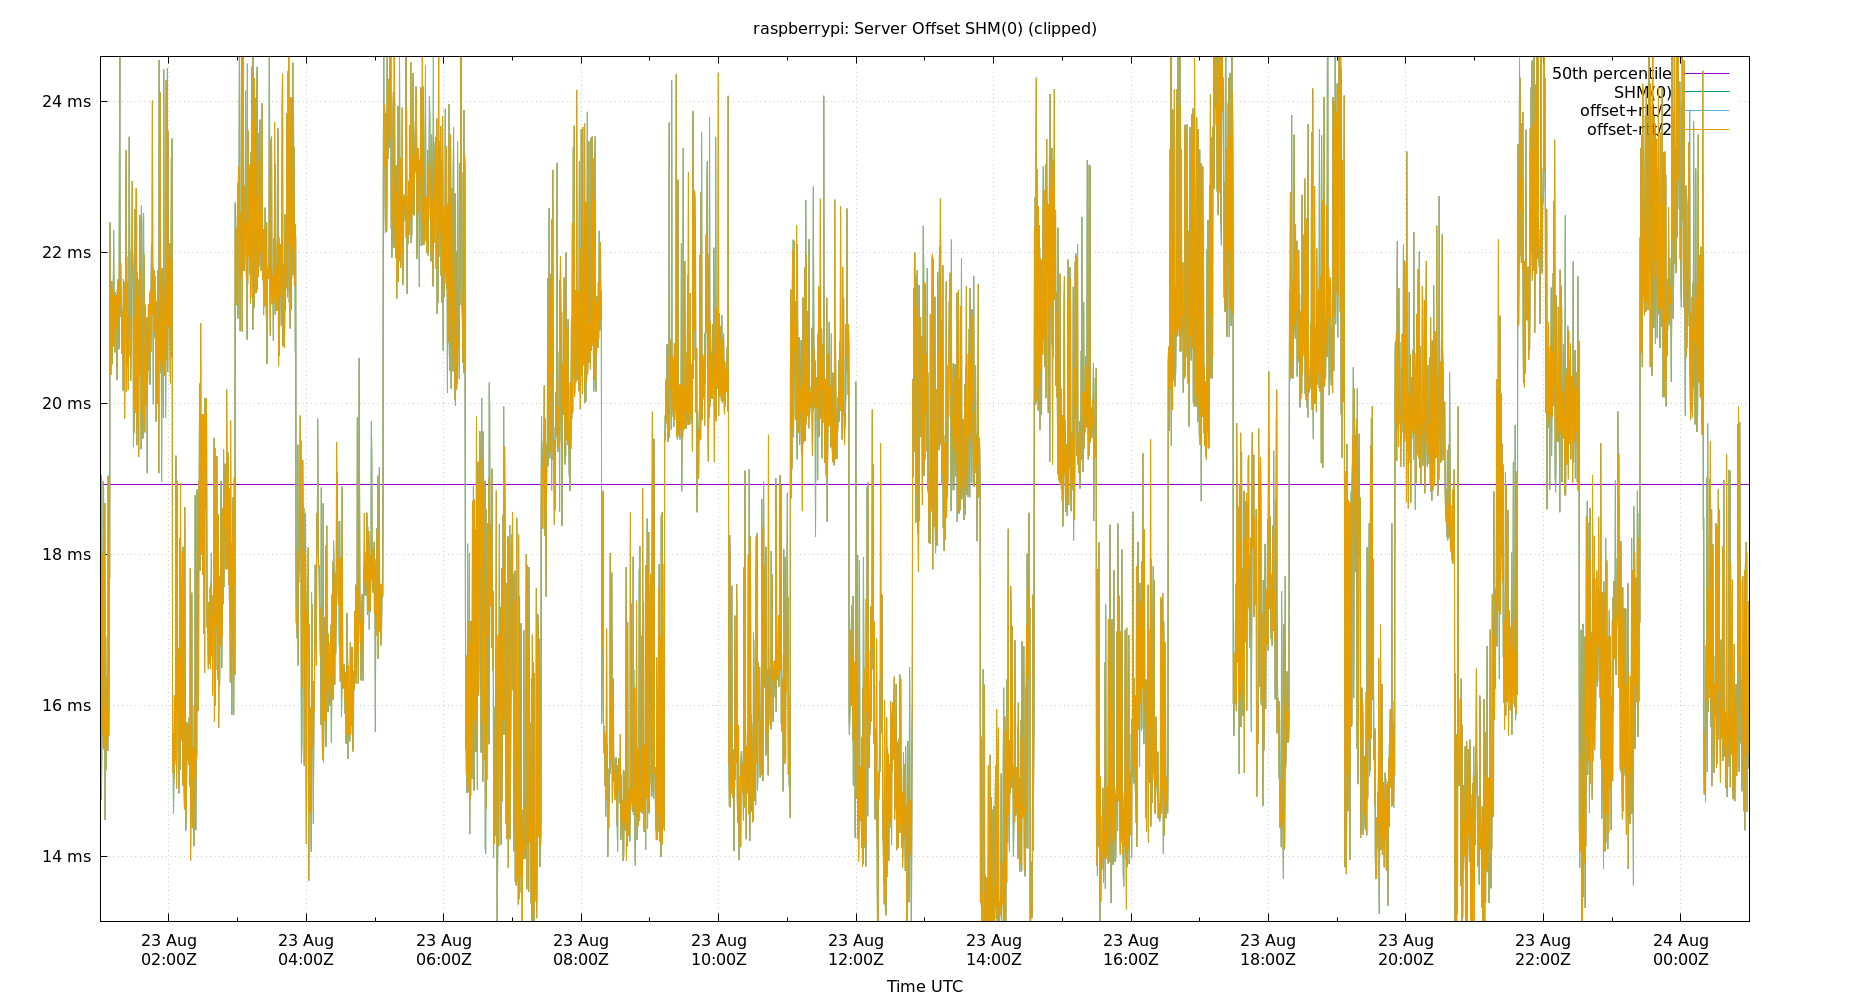 raspberrypi: Server Offset SHM(0) (clipped)
50th percentile
SHM(0)
offset+rtt/2
offset-rtt/2
24 ms
22 ms
20 ms
18 ms
16 ms
14 ms
23 Aug 23 Aug 23 Aug 23 Aug 23 Aug 23 Aug 23 Aug 23 Aug 23 Aug 23 Aug 23 Aug 24 Aug
02:00Z 04:00Z 06:00Z 08:00Z 10:00Z 12:00Z 14:00Z 16:00Z 18:00Z 20:00Z 22:00Z 00:00Z
Time UTC